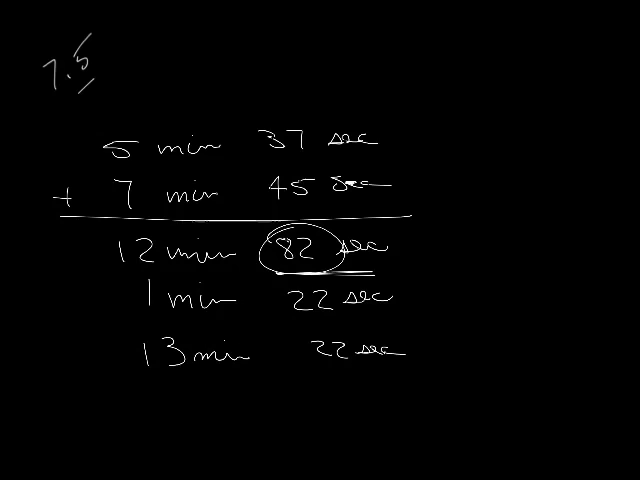 7.5
5 min 37 sec
+ 7 min 45 sec
12 min 82 sec
1 min 22 sec
13 min 22 sec